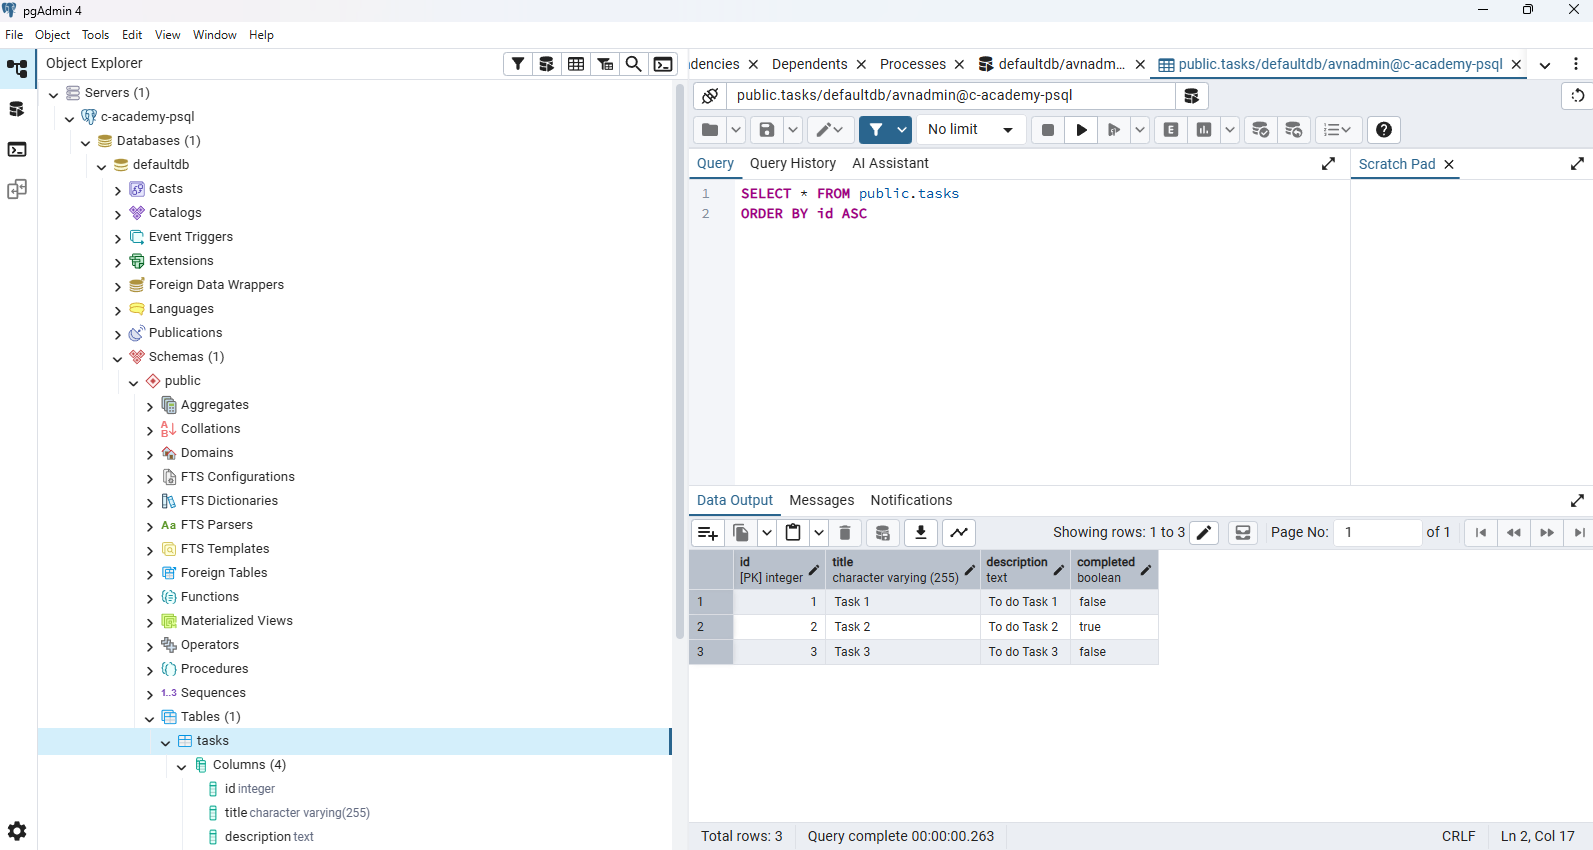 pgAdmin 4
File Object Tools Edit View Window Help
Object Explorer
Servers (1)
c-academy-psql
Databases (1)
defaultdb
Casts
Catalogs
Event Triggers
Extensions
Foreign Data Wrappers
Languages
Publications
Schemas (1)
public
Aggregates
Collations
Domains
FTS Configurations
FTS Dictionaries
Aa FTS Parsers
FTS Templates
Foreign Tables
Functions
Materialized Views
Operators
Procedures
1..3 Sequences
Tables (1)
tasks
Columns (4)
id integer
title character varying(255)
description text
dencies Dependents Processes defaultdb/avnadm... public.tasks/defaultdb/avnadmin@c-academy-psql
public.tasks/defaultdb/avnadmin@c-academy-psql
No limit E
Query Query History AI Assistant Scratch Pad
1 SELECT * FROM public.tasks
2 ORDER BY id ASC
Data Output Messages Notifications
Showing rows: 1 to 3 Page No: 1 of 1
id title description completed
[PK] integer character varying (255) text boolean
1 1 Task 1 To do Task 1 false
2 2 Task 2 To do Task 2 true
3 3 Task 3 To do Task 3 false
Total rows: 3 Query complete 00:00:00.263 CRLF Ln 2, Col 17